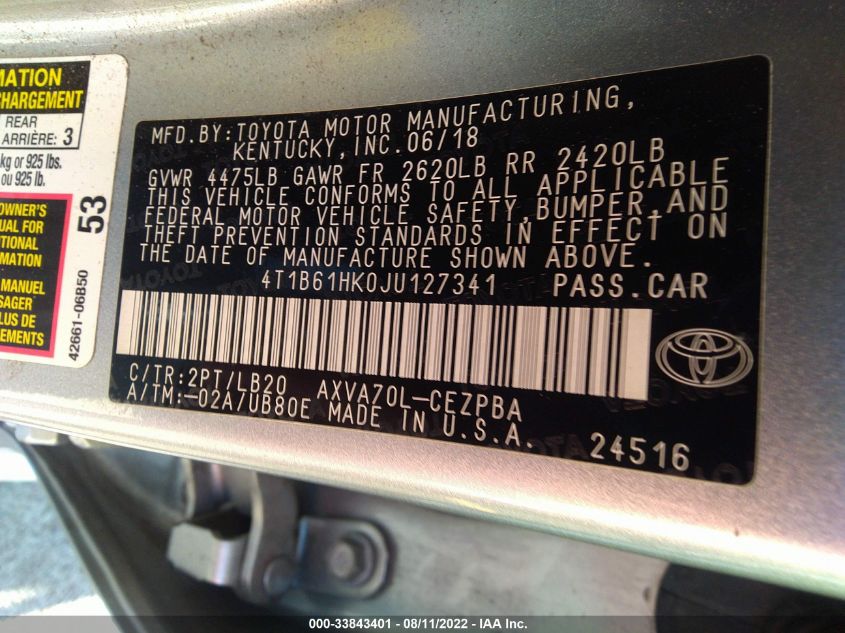 MATION
CHARGEMENT
REAR
ARRIÈRE: 3
kg or 925 lbs.
ou 925 lb.
OWNER'S
UAL FOR
ITIONAL
RMATION
MANUEL
SAGER
LUS DE
EMENTS
53
42661-06B50
MFD.BY:TOYOTA MOTOR MANUFACTURING,
KENTUCKY,INC.06/18
GVWR 4475LB GAWR FR 2620LB RR 2420LB
THIS VEHICLE CONFORMS TO ALL APPLICABLE
FEDERAL MOTOR VEHICLE SAFETY,BUMPER,AND
THEFT PREVENTION STANDARDS IN EFFECT ON
THE DATE OF MANUFACTURE SHOWN ABOVE.
4T1B61HK0JU127341 PASS.CAR
C/TR:2PT/LB20 AXVA70L-CEZPBA
A/TM:-02A/UB80E MADE IN U.S.A.
24516
000-33843401 - 08/11/2022 - IAA Inc.